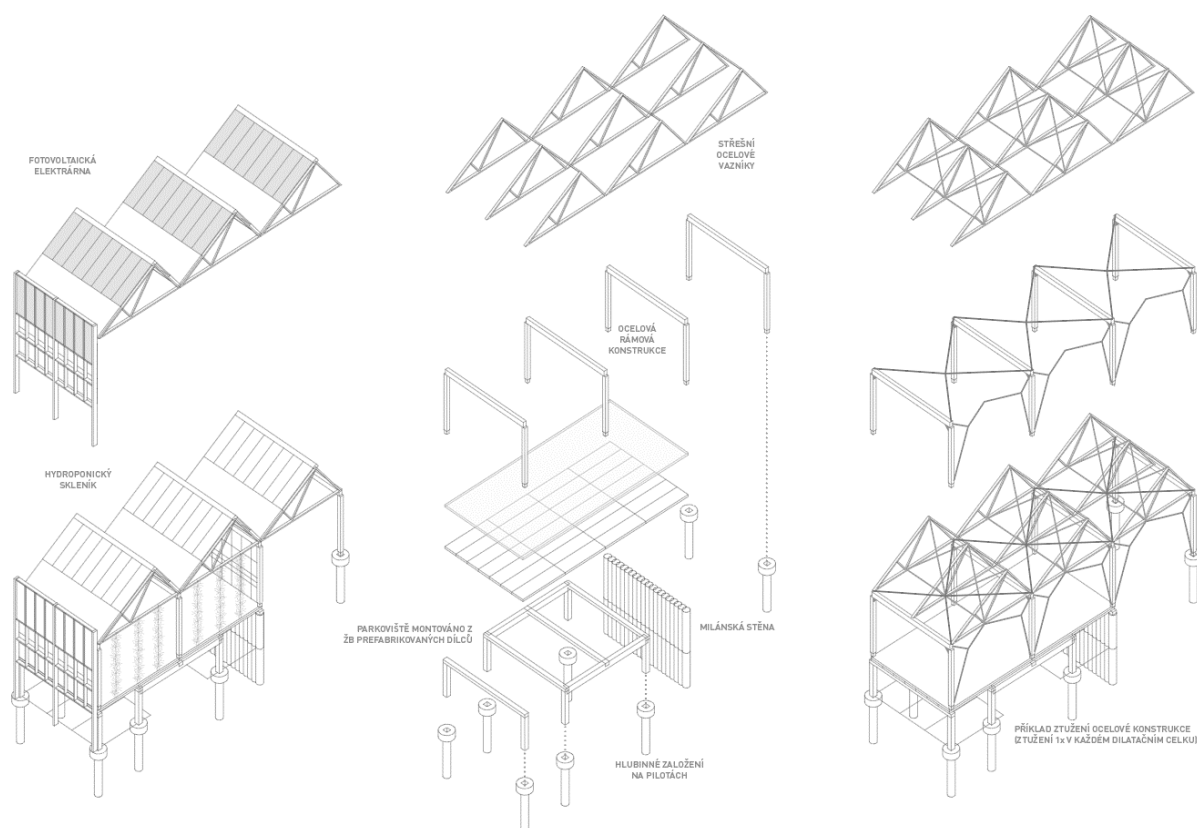 FOTOVOLTAICKÁ
ELEKTRÁRNA
HYDROPONICKÝ
SKLENÍK
STŘEŠNÍ
OCELOVÉ
VAZNÍKY
OCELOVÁ
RÁMOVÁ
KONSTRUKCE
PARKOVIŠTĚ MONTOVÁNO Z
ŽB PREFABRIKOVANÝCH DÍLCŮ
MILÁNSKÁ STĚNA
HLUBINNÉ ZALOŽENÍ
NA PILOTÁCH
PŘÍKLAD ZTUŽENÍ OCELOVÉ KONSTRUKCE
(ZTUŽENÍ 1x V KAŽDÉM DILATAČNÍM CELKU)